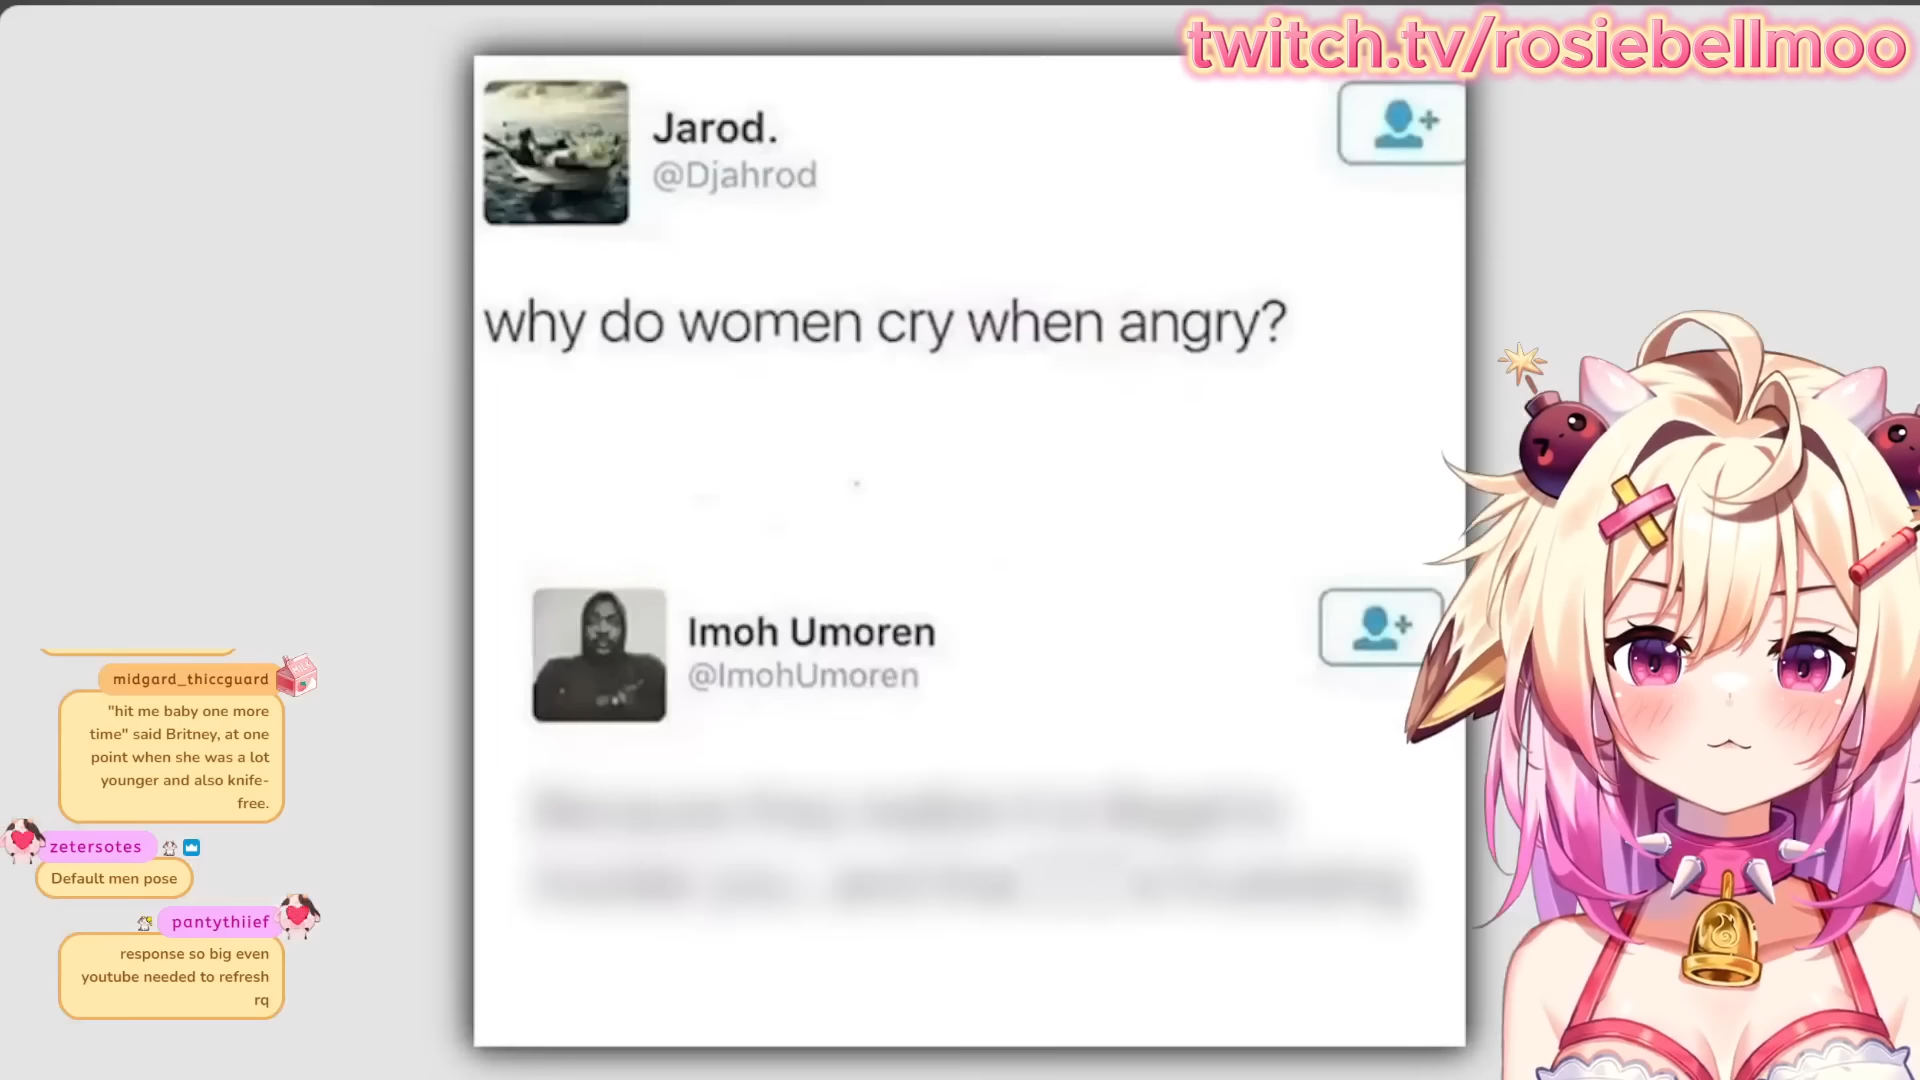 twitch.tv/rosiebellmoo
Jarod.
@Djahrod
why do women cry when angry?
Imoh Umoren
@ImohUmoren
midgard_thiccguard
MILK
"hit me baby one more
time" said Britney, at one
point when she was a lot
younger and also knife-
free.
zetersotes
Default men pose
pantythiief
response so big even
youtube needed to refresh
rq